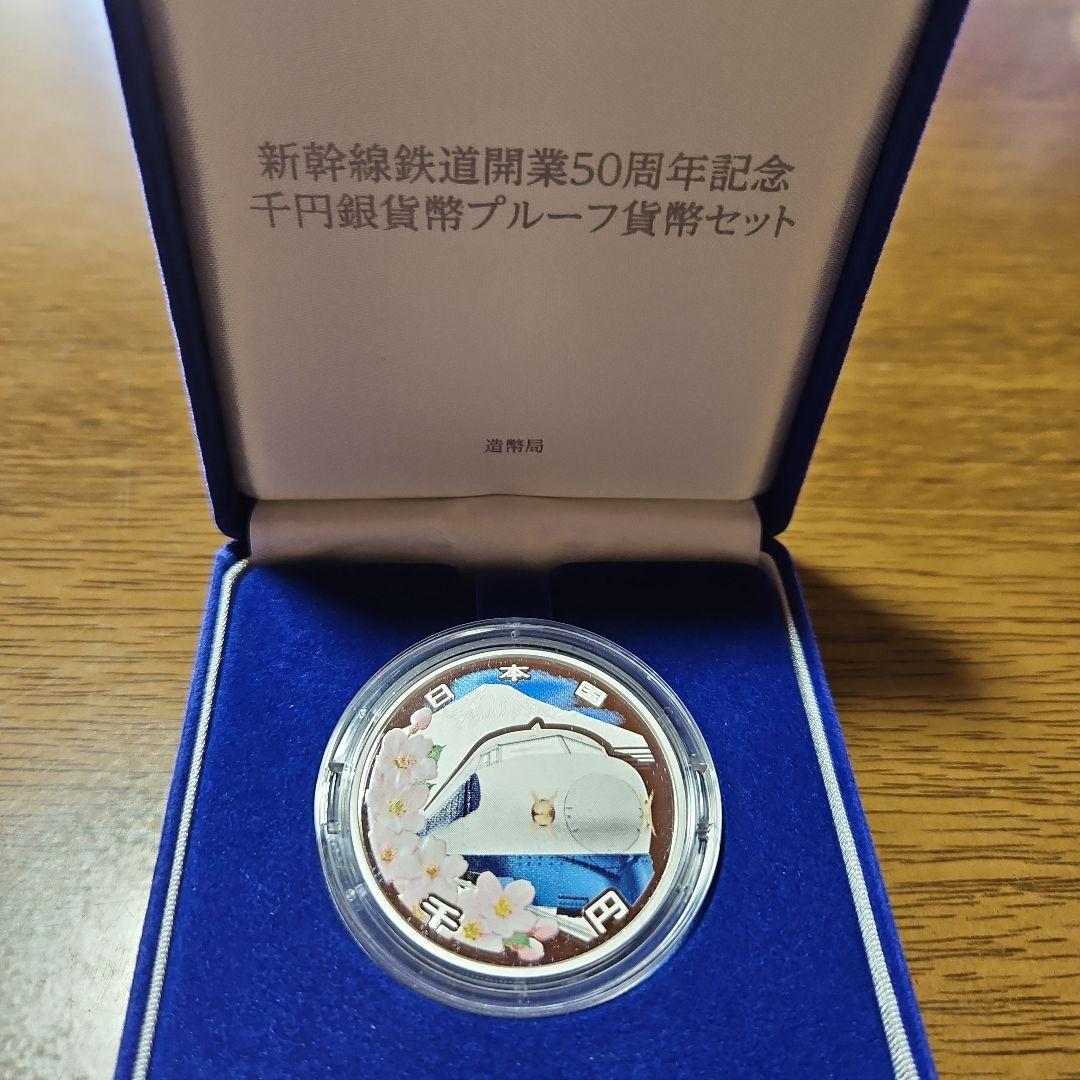 新幹線鉄道開業50周年記念
千円銀貨幣プルーフ貨幣セット
造幣局
日本国
千円